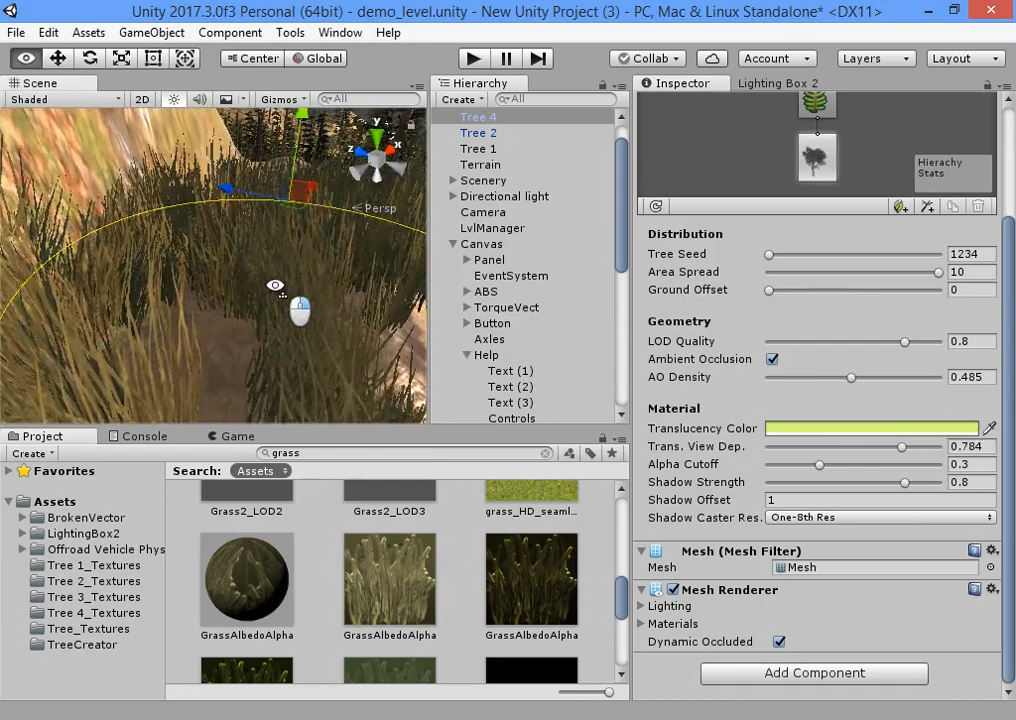 Unity 2017.3.0f3 Personal (64bit) - demo_level.unity - New Unity Project (3) - PC, Mac & Linux Standalone* <DX11>
File Edit Assets GameObject Component Tools Window Help
Center Global Collab Account Layers Layout
Scene
Shaded 2D Gizmos All
y
x
z
Persp
Hierarchy
Create All
Tree 4
Tree 2
Tree 1
Terrain
Scenery
Directional light
Camera
LvlManager
Canvas
Panel
EventSystem
ABS
TorqueVect
Button
Axles
Help
Text (1)
Text (2)
Text (3)
Controls
Project Console Game
Create grass
Favorites
Assets
BrokenVector
LightingBox2
Offroad Vehicle Phys
Tree 1_Textures
Tree 2_Textures
Tree 3_Textures
Tree 4_Textures
Tree_Textures
TreeCreator
Search: Assets
Grass2_LOD2 Grass2_LOD3 grass_HD_seaml...
GrassAlbedoAlpha GrassAlbedoAlpha GrassAlbedoAlpha
Inspector Lighting Box 2
Hierachy
Stats
Distribution
Tree Seed 1234
Area Spread 10
Ground Offset 0
Geometry
LOD Quality 0.8
Ambient Occlusion
AO Density 0.485
Material
Translucency Color
Trans. View Dep. 0.784
Alpha Cutoff 0.3
Shadow Strength 0.8
Shadow Offset 1
Shadow Caster Res. One-8th Res
Mesh (Mesh Filter)
Mesh Mesh
Mesh Renderer
Lighting
Materials
Dynamic Occluded
Add Component